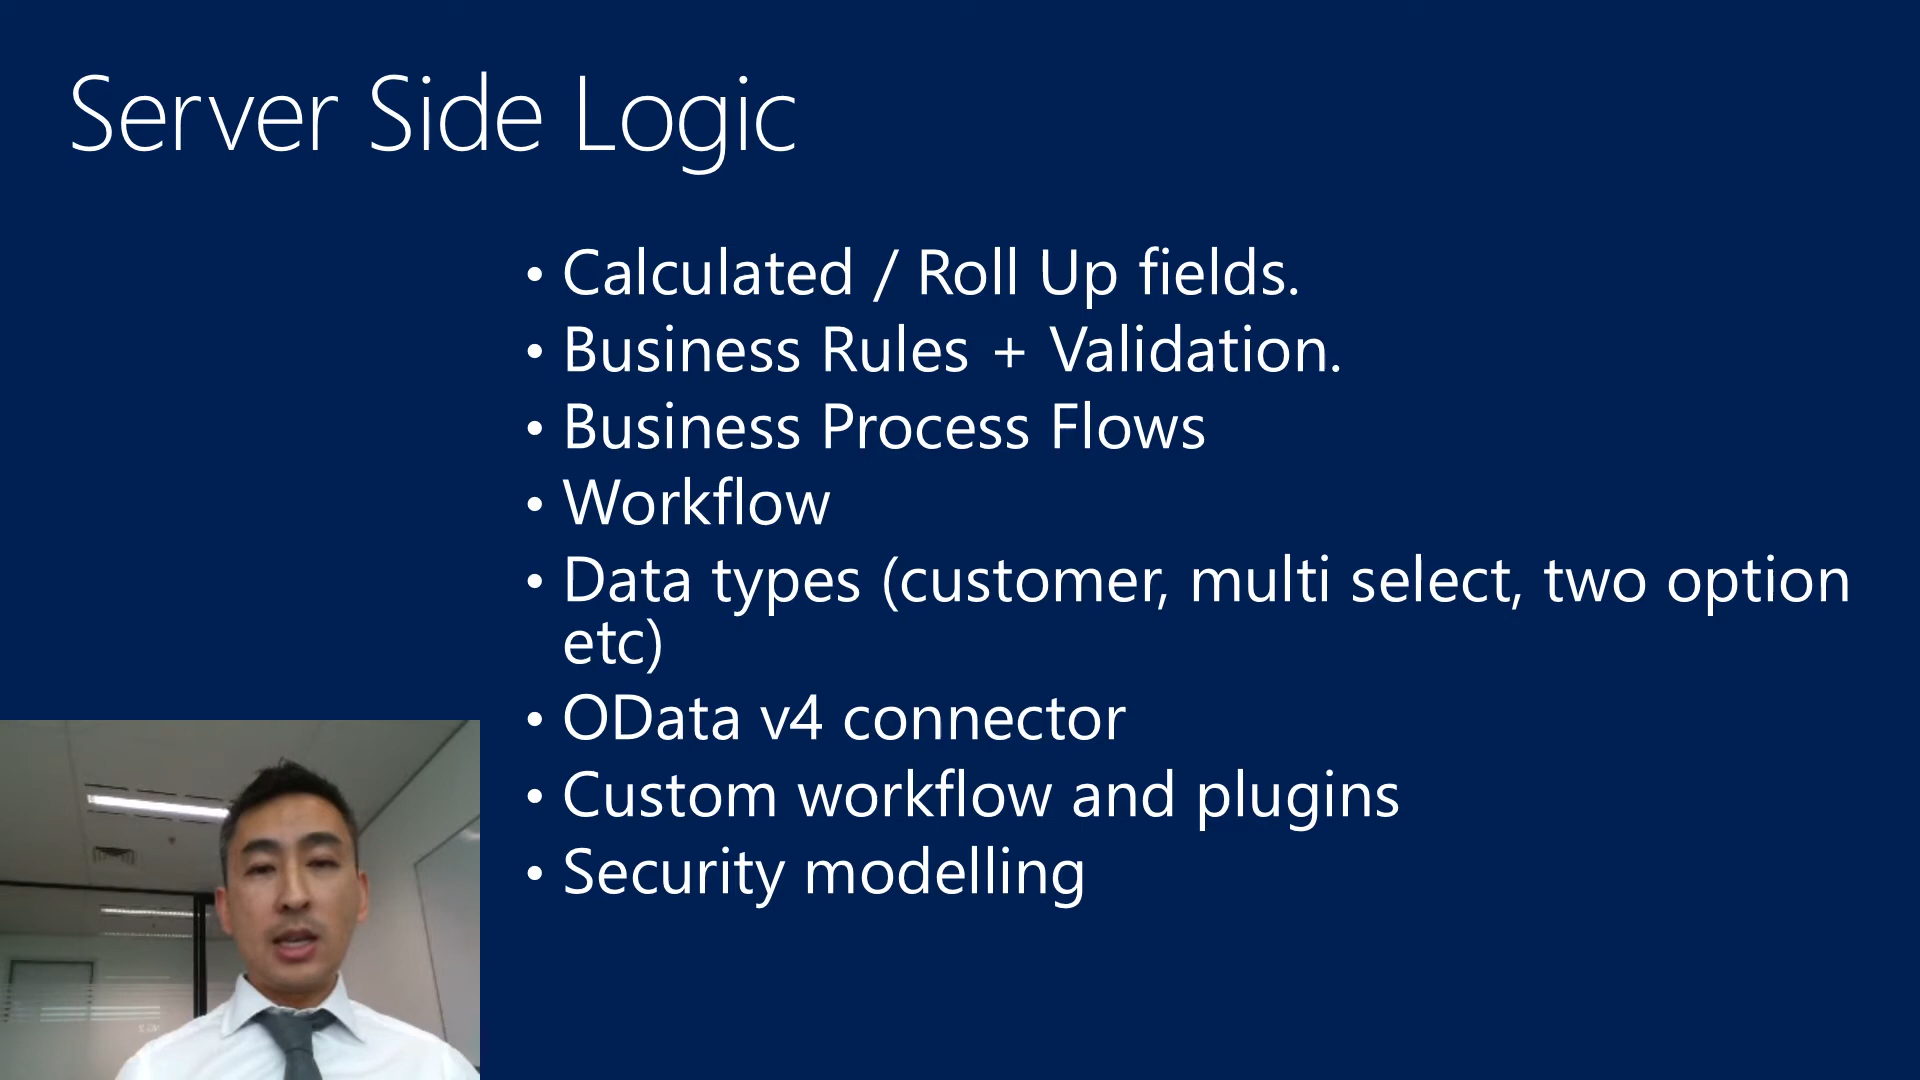 Server Side Logic
• Calculated / Roll Up fields.
• Business Rules + Validation.
• Business Process Flows
• Workflow
• Data types (customer, multi select, two option
etc)
• OData v4 connector
• Custom workflow and plugins
• Security modelling